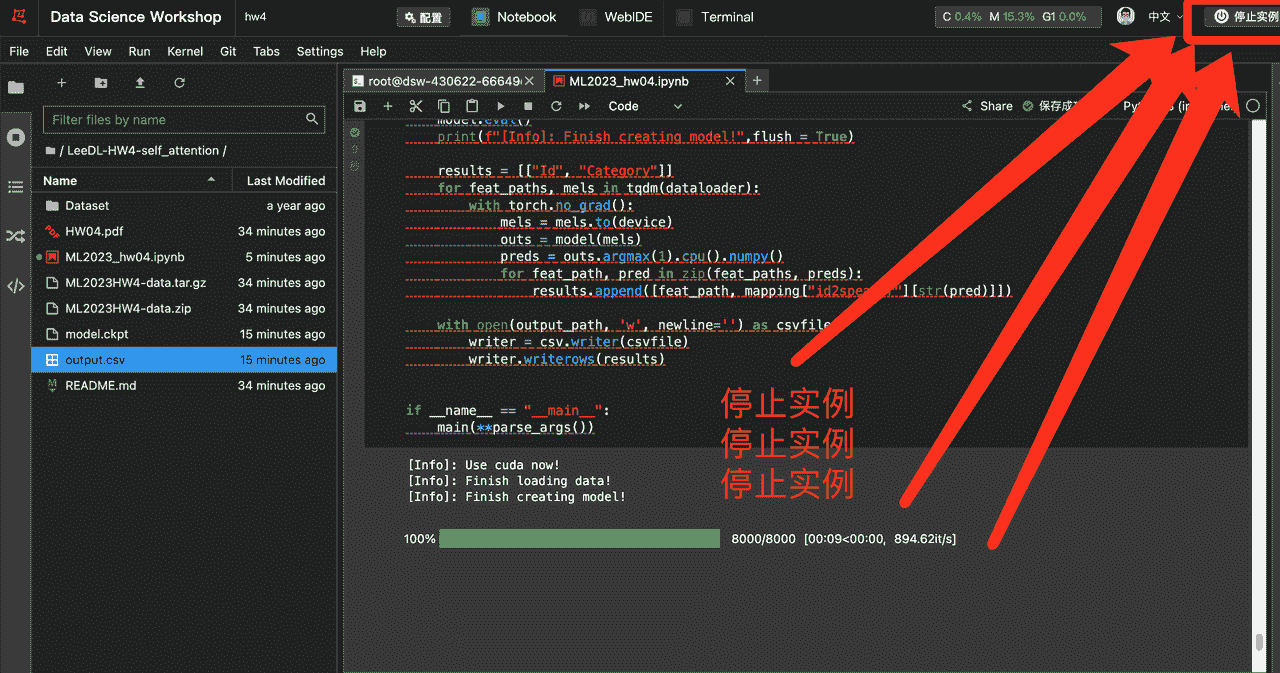 Data Science Workshop
hw4
配置
Notebook
WebIDE
Terminal
C 0.4% M 15.3% G1 0.0%
中文
停止实例
File Edit View Run Kernel Git Tabs Settings Help
root@dsw-430622-66649
ML2023_hw04.ipynb
Code
Share
Filter files by name
/ LeeDL-HW4-self_attention /
Name Last Modified
Dataset a year ago
HW04.pdf 34 minutes ago
ML2023_hw04.ipynb 5 minutes ago
ML2023HW4-data.tar.gz 34 minutes ago
ML2023HW4-data.zip 34 minutes ago
model.ckpt 15 minutes ago
output.csv 15 minutes ago
README.md 34 minutes ago
model.eval()
print(f"[Info]: Finish creating model!",flush = True)
results = [["Id", "Category"]]
for feat_paths, mels in tqdm(dataloader):
with torch.no_grad():
mels = mels.to(device)
outs = model(mels)
preds = outs.argmax(1).cpu().numpy()
for feat_path, pred in zip(feat_paths, preds):
results.append([feat_path, mapping["id2spea"][str(pred)]])
with open(output_path, 'w', newline='') as csvfile
writer = csv.writer(csvfile)
writer.writerows(results)
if __name__ == "__main__":
main(**parse_args())
停止实例
停止实例
停止实例
[Info]: Use cuda now!
[Info]: Finish loading data!
[Info]: Finish creating model!
100% 8000/8000 [00:09<00:00, 894.62it/s]